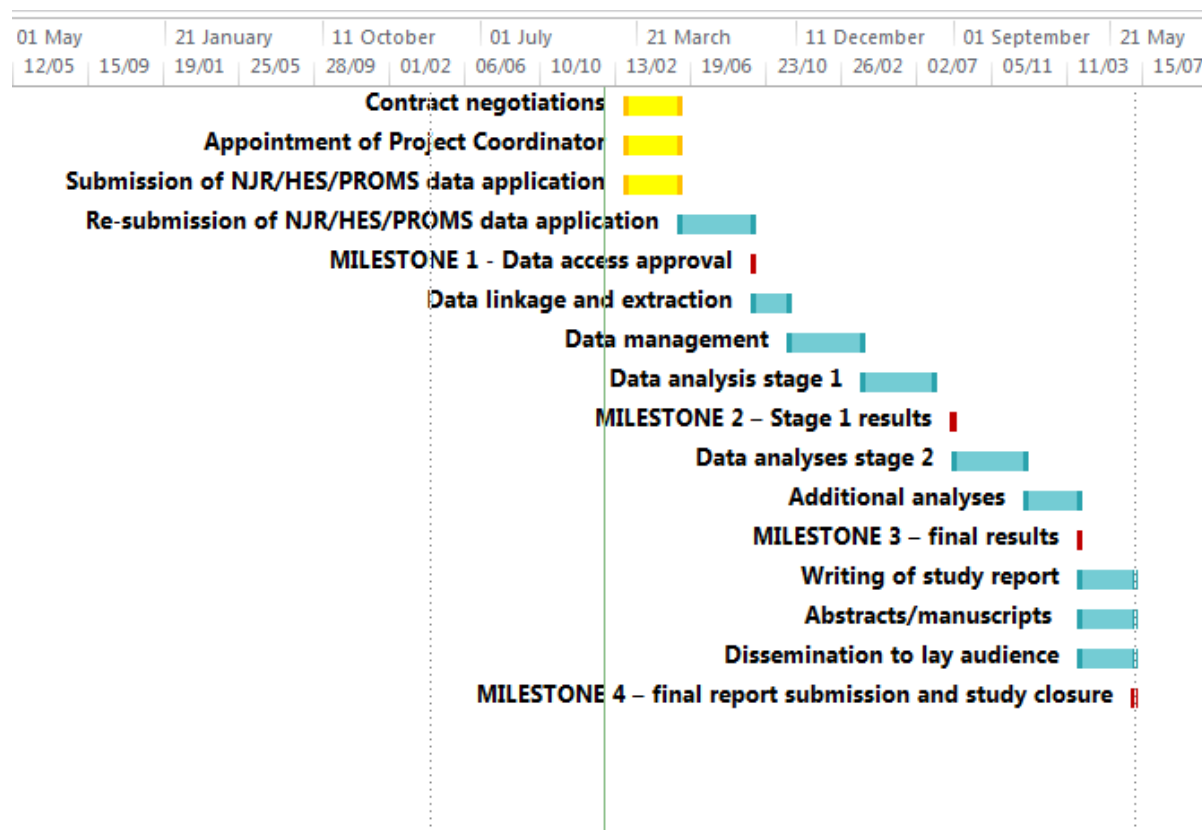 01 May 21 January 11 October 01 July 21 March 11 December 01 September 21 May
12/05 15/09 19/01 25/05 28/09 01/02 06/06 10/10 13/02 19/06 23/10 26/02 02/07 05/11 11/03 15/07
Contract negotiations
Appointment of Project Coordinator
Submission of NJR/HES/PROMS data application
Re-submission of NJR/HES/PROMS data application
MILESTONE 1 - Data access approval
Data linkage and extraction
Data management
Data analysis stage 1
MILESTONE 2 – Stage 1 results
Data analyses stage 2
Additional analyses
MILESTONE 3 – final results
Writing of study report
Abstracts/manuscripts
Dissemination to lay audience
MILESTONE 4 – final report submission and study closure